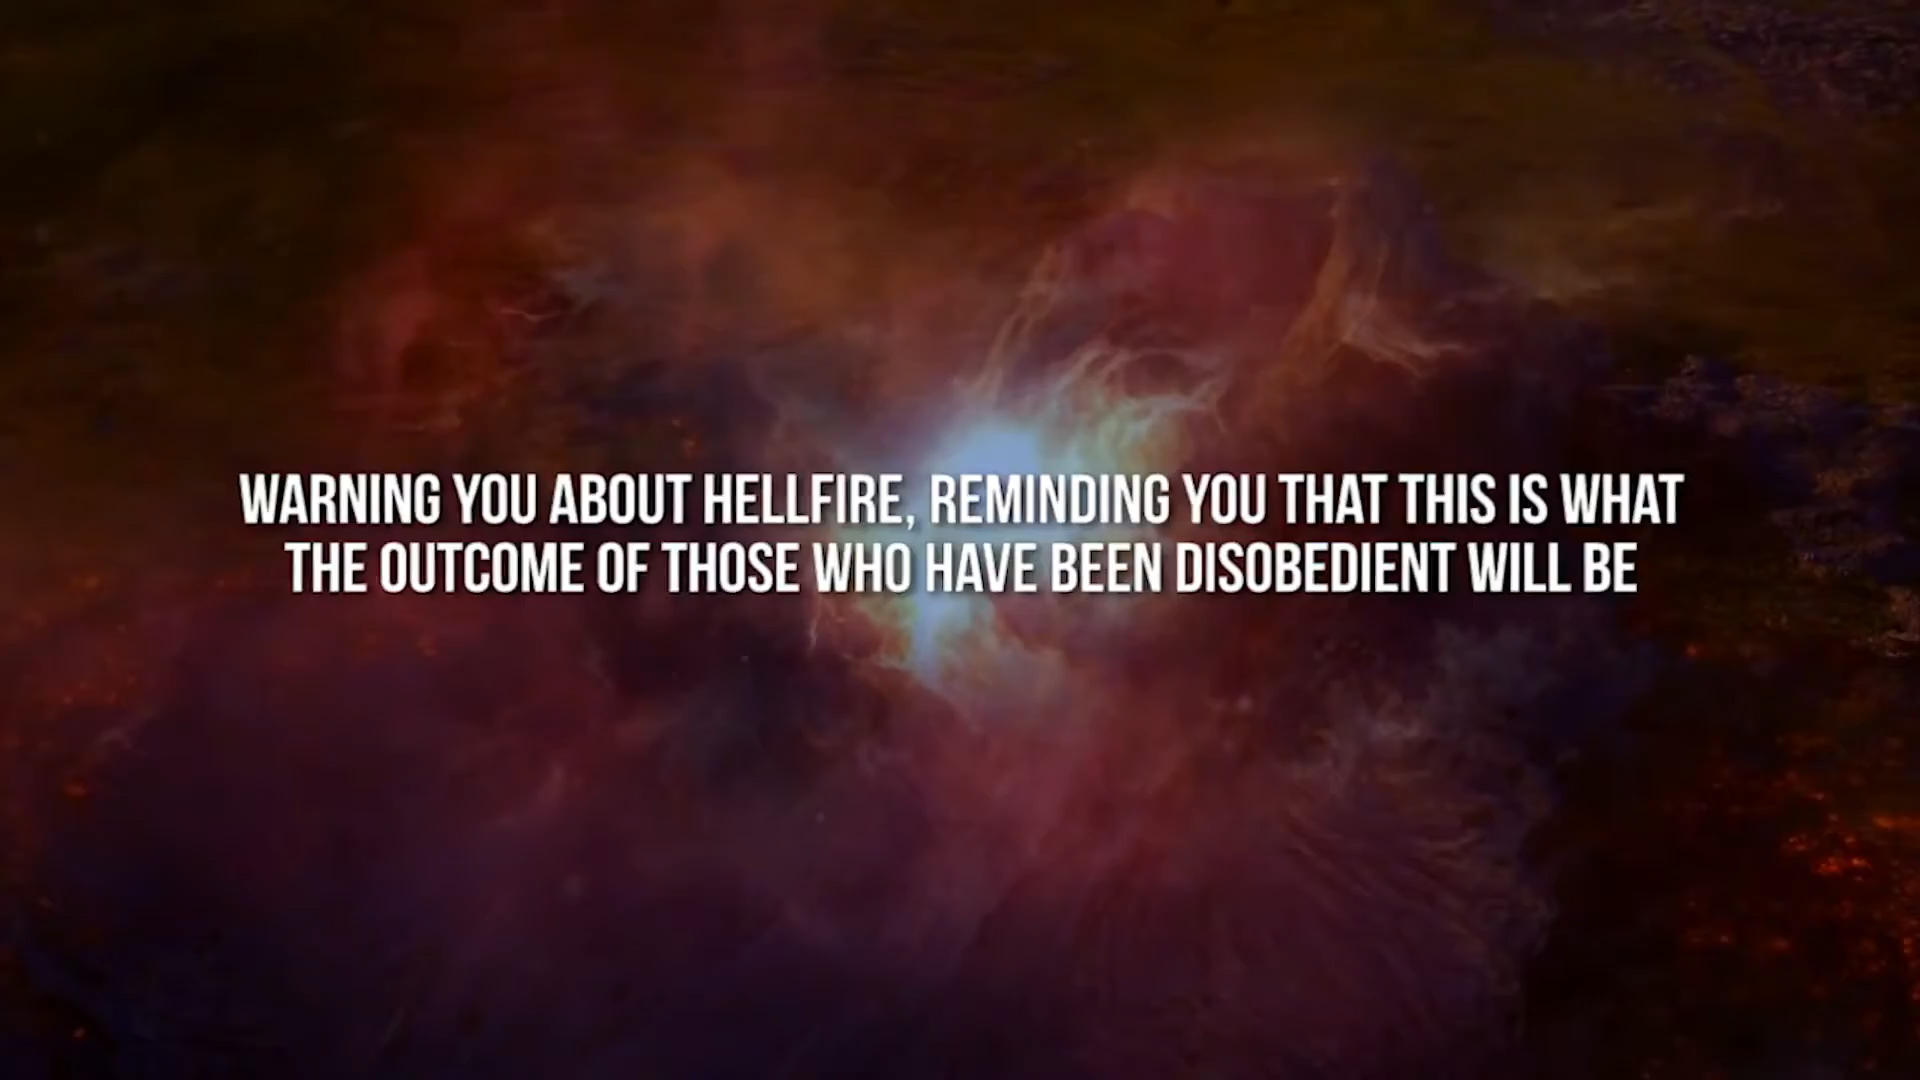 WARNING YOU ABOUT HELLFIRE, REMINDING YOU THAT THIS IS WHAT
THE OUTCOME OF THOSE WHO HAVE BEEN DISOBEDIENT WILL BE